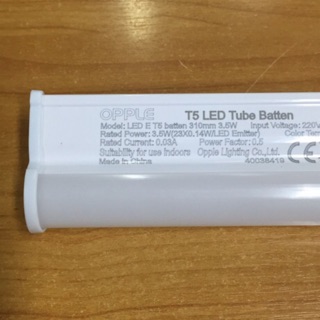 OPPLE T5 LED Tube Batten
Model: LED E T5 batten 310mm 3.5W Input Voltage: 220V
Rated Power: 3.5W(23X0.14W/LED Emitter) Color Tem
Rated Current: 0.03A Power Factor: 0.5
Suitability for use Indoors Opple Lighting Co.,Ltd.
Made in China 40038419 CE